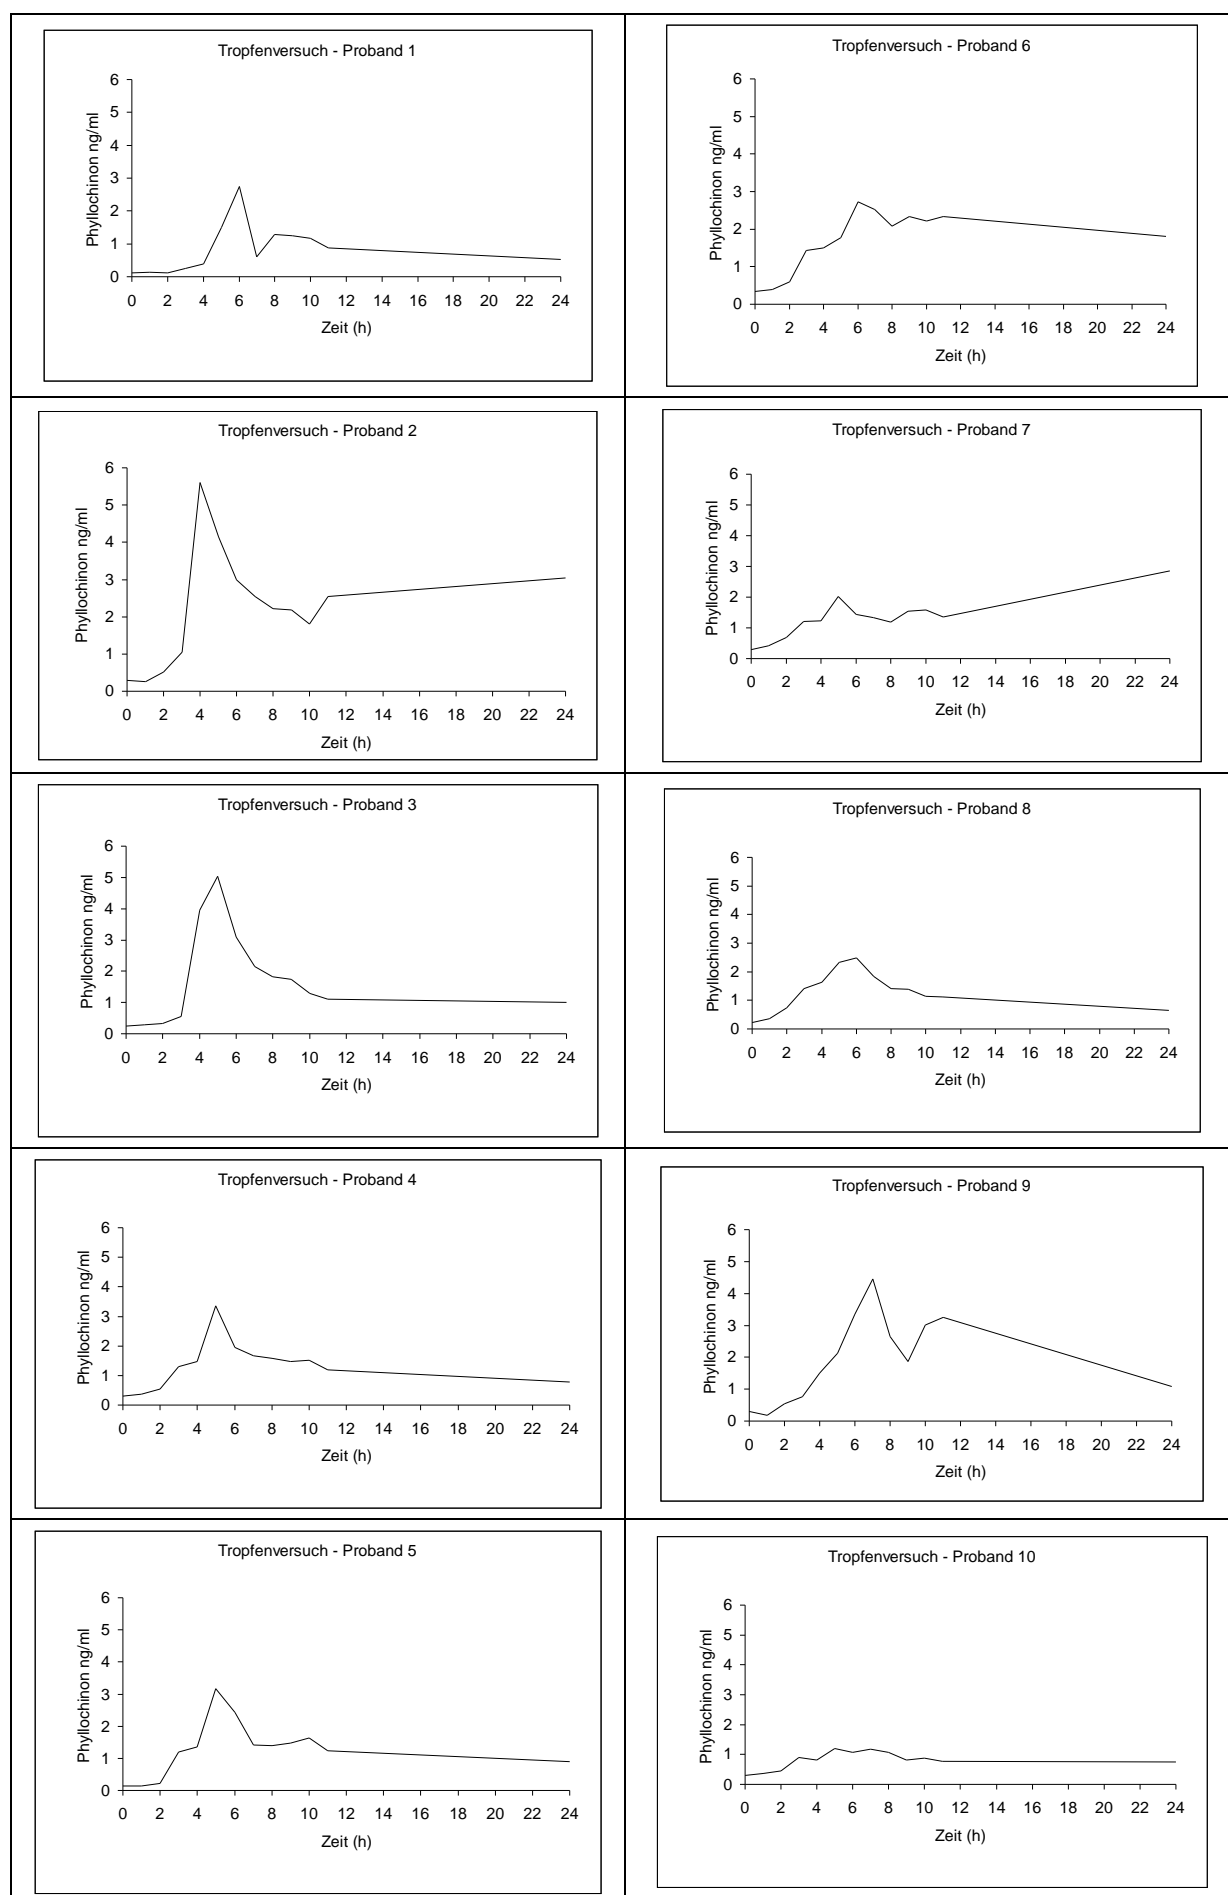 Tropfenversuch - Proband 1
6
5
4
3
2
1
0
Phyllochinon ng/ml
0 2 4 6 8 10 12 14 16 18 20 22 24
Zeit (h)
Tropfenversuch - Proband 6
6
5
4
3
2
1
0
Phyllochinon ng/ml
0 2 4 6 8 10 12 14 16 18 20 22 24
Zeit (h)
Tropfenversuch - Proband 2
6
5
4
3
2
1
0
Phyllochinon ng/ml
0 2 4 6 8 10 12 14 16 18 20 22 24
Zeit (h)
Tropfenversuch - Proband 7
6
5
4
3
2
1
0
Phyllochinon ng/ml
0 2 4 6 8 10 12 14 16 18 20 22 24
Zeit (h)
Tropfenversuch - Proband 3
6
5
4
3
2
1
0
Phyllochinon ng/ml
0 2 4 6 8 10 12 14 16 18 20 22 24
Zeit (h)
Tropfenversuch - Proband 8
6
5
4
3
2
1
0
Phyllochinon ng/ml
0 2 4 6 8 10 12 14 16 18 20 22 24
Zeit (h)
Tropfenversuch - Proband 4
6
5
4
3
2
1
0
Phyllochinon ng/ml
0 2 4 6 8 10 12 14 16 18 20 22 24
Zeit (h)
Tropfenversuch - Proband 9
6
5
4
3
2
1
0
Phyllochinon ng/ml
0 2 4 6 8 10 12 14 16 18 20 22 24
Zeit (h)
Tropfenversuch - Proband 5
6
5
4
3
2
1
0
Phyllochinon ng/ml
0 2 4 6 8 10 12 14 16 18 20 22 24
Zeit (h)
Tropfenversuch - Proband 10
6
5
4
3
2
1
0
Phyllochinon ng/ml
0 2 4 6 8 10 12 14 16 18 20 22 24
Zeit (h)